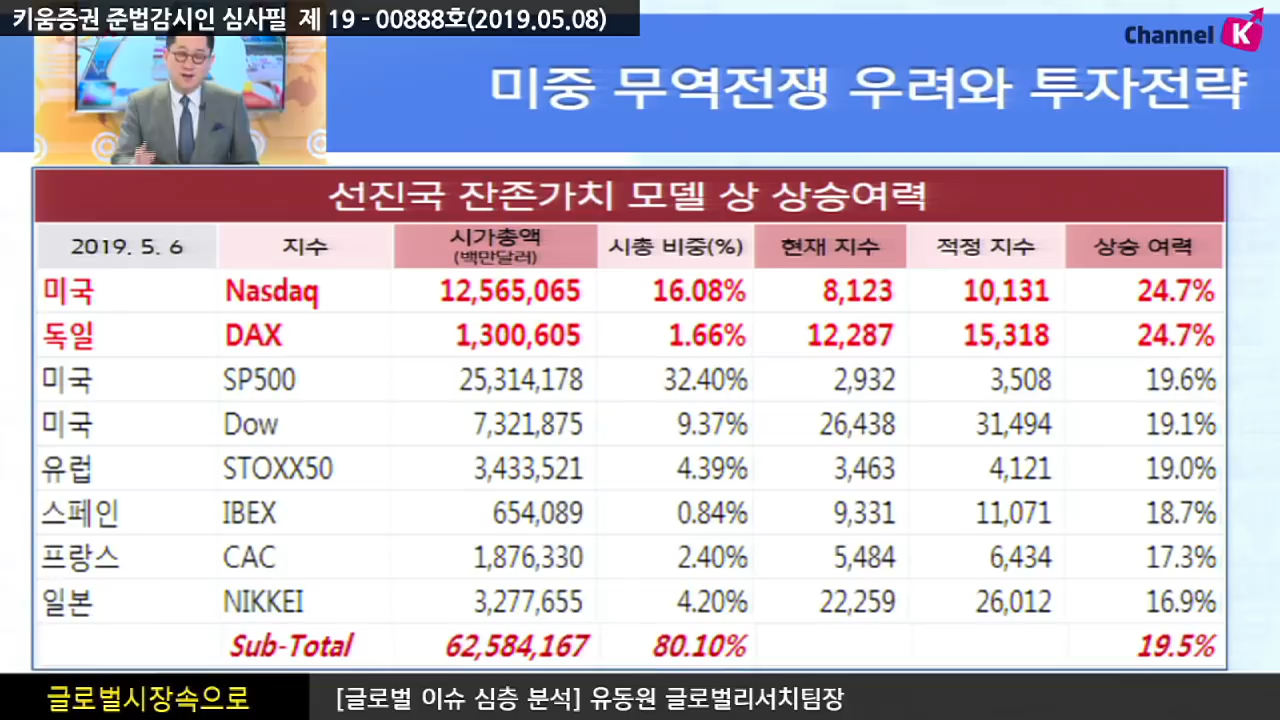 키움증권 준법감시인 심사필 제 19 - 00888호(2019.05.08)
Channel K
미중 무역전쟁 우려와 투자전략
선진국 잔존가치 모델 상 상승여력
2019. 5. 6 지수 시가총액 (백만달러) 시총 비중(%) 현재 지수 적정 지수 상승 여력
미국 Nasdaq 12,565,065 16.08% 8,123 10,131 24.7%
독일 DAX 1,300,605 1.66% 12,287 15,318 24.7%
미국 SP500 25,314,178 32.40% 2,932 3,508 19.6%
미국 Dow 7,321,875 9.37% 26,438 31,494 19.1%
유럽 STOXX50 3,433,521 4.39% 3,463 4,121 19.0%
스페인 IBEX 654,089 0.84% 9,331 11,071 18.7%
프랑스 CAC 1,876,330 2.40% 5,484 6,434 17.3%
일본 NIKKEI 3,277,655 4.20% 22,259 26,012 16.9%
Sub-Total 62,584,167 80.10% 19.5%
글로벌시장속으로 [글로벌 이슈 심층 분석] 유동원 글로벌리서치팀장